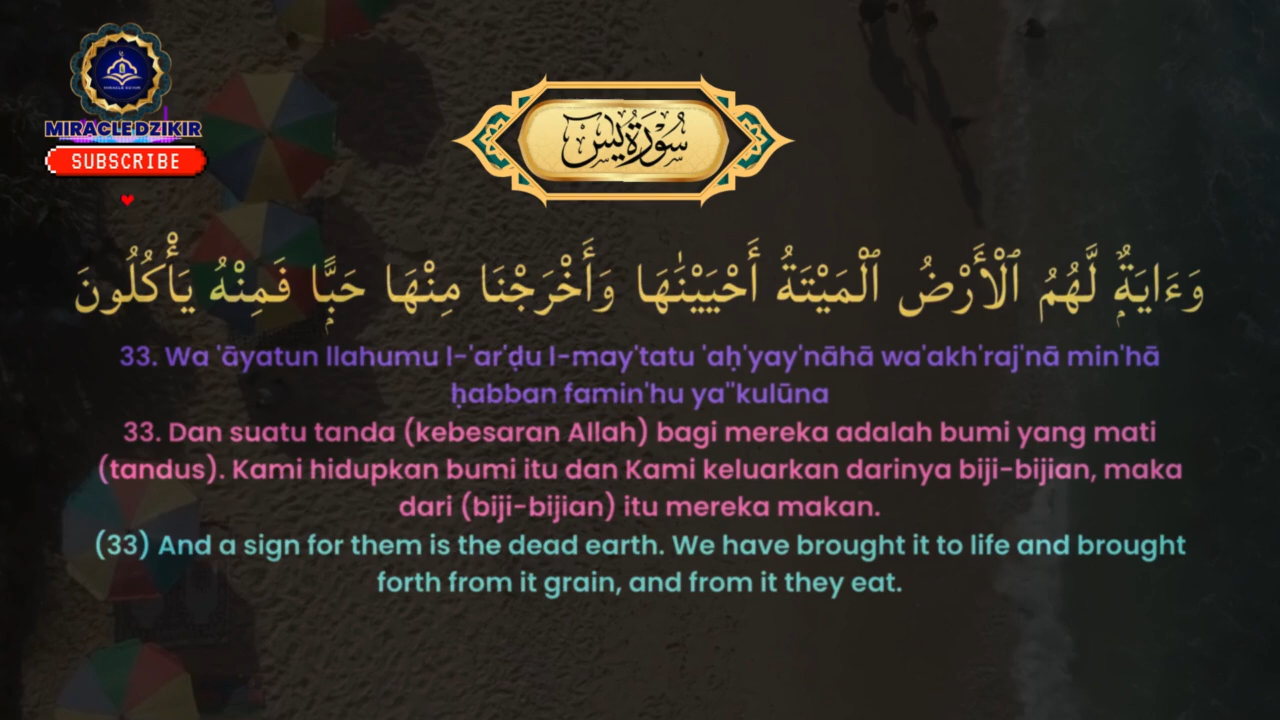 MIRACLEDZIKIR
SUBSCRIBE
سُوْرَةُ يٰسٓ
وَءَايَةٌ لَّهُمُ ٱلْأَرْضُ ٱلْمَيْتَةُ أَحْيَيْنَٰهَا وَأَخْرَجْنَا مِنْهَا حَبًّا فَمِنْهُ يَأْكُلُونَ
33. Wa 'āyatun llahumu l-'ar'ḍu l-may'tatu 'aḥ'yay'nāhā wa'akh'raj'nā min'hā
ḥabban famin'hu ya"kulūna
33. Dan suatu tanda (kebesaran Allah) bagi mereka adalah bumi yang mati
(tandus). Kami hidupkan bumi itu dan Kami keluarkan darinya biji-bijian, maka
dari (biji-bijian) itu mereka makan.
(33) And a sign for them is the dead earth. We have brought it to life and brought
forth from it grain, and from it they eat.